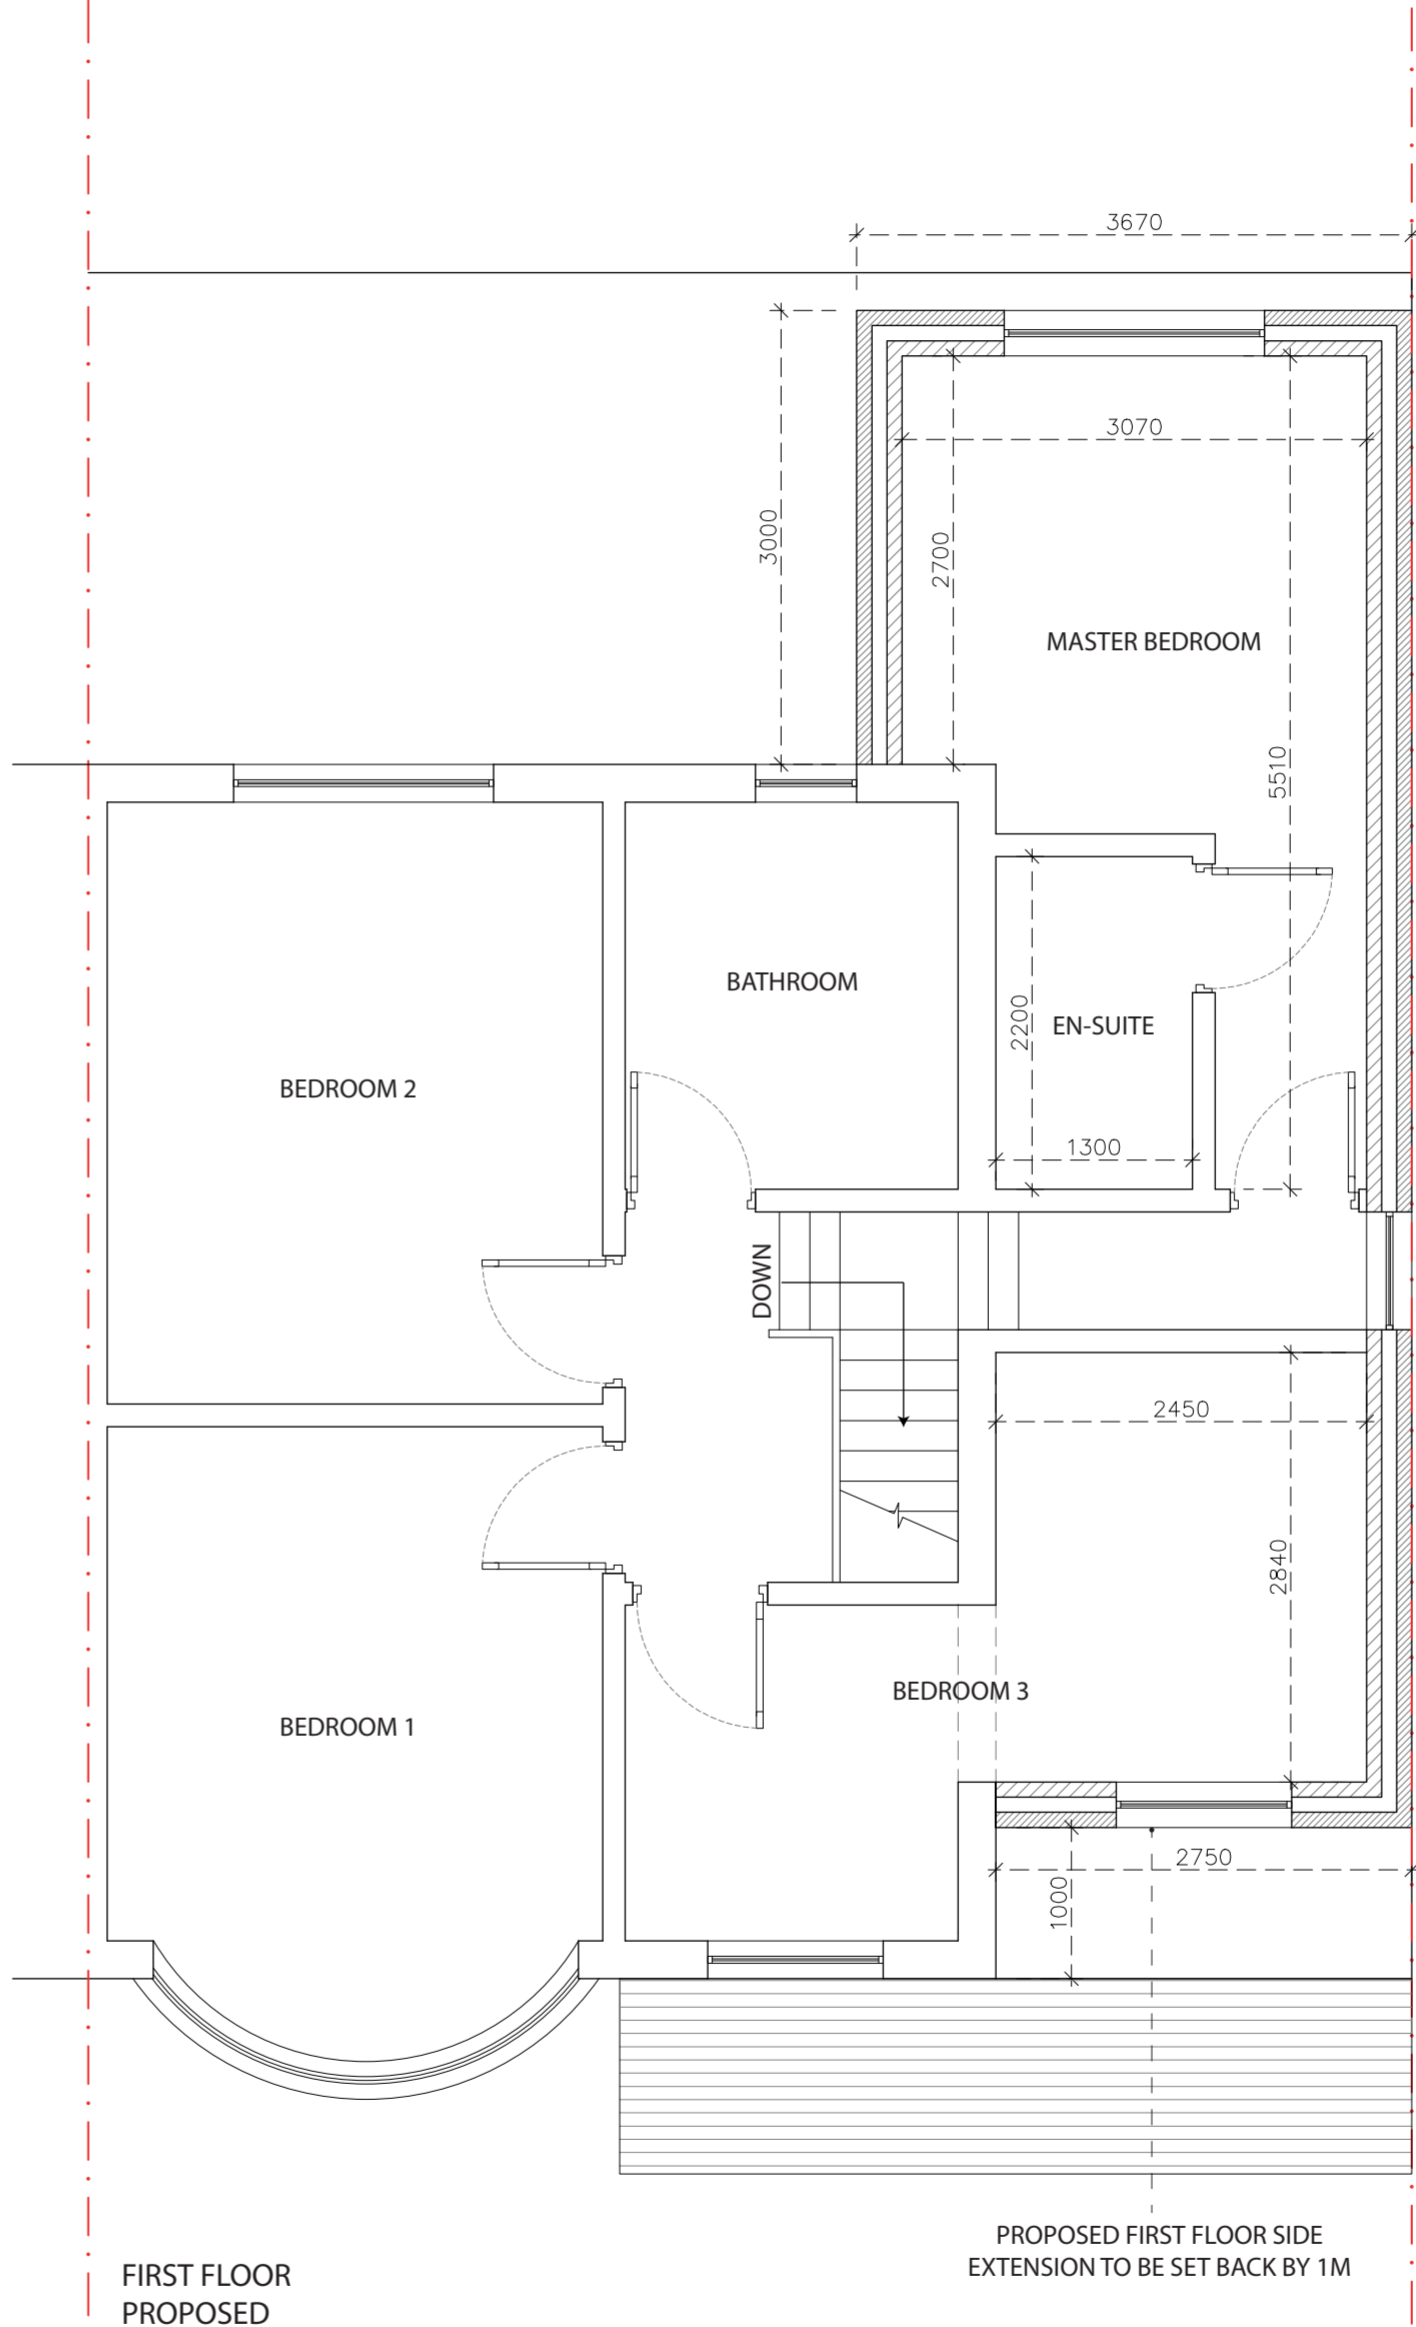 3670
3070
3000
2700
MASTER BEDROOM
5510
BATHROOM
2200
EN-SUITE
BEDROOM 2
1300
DOWN
2450
2840
BEDROOM 3
BEDROOM 1
2750
1000
PROPOSED FIRST FLOOR SIDE
EXTENSION TO BE SET BACK BY 1M
FIRST FLOOR
PROPOSED